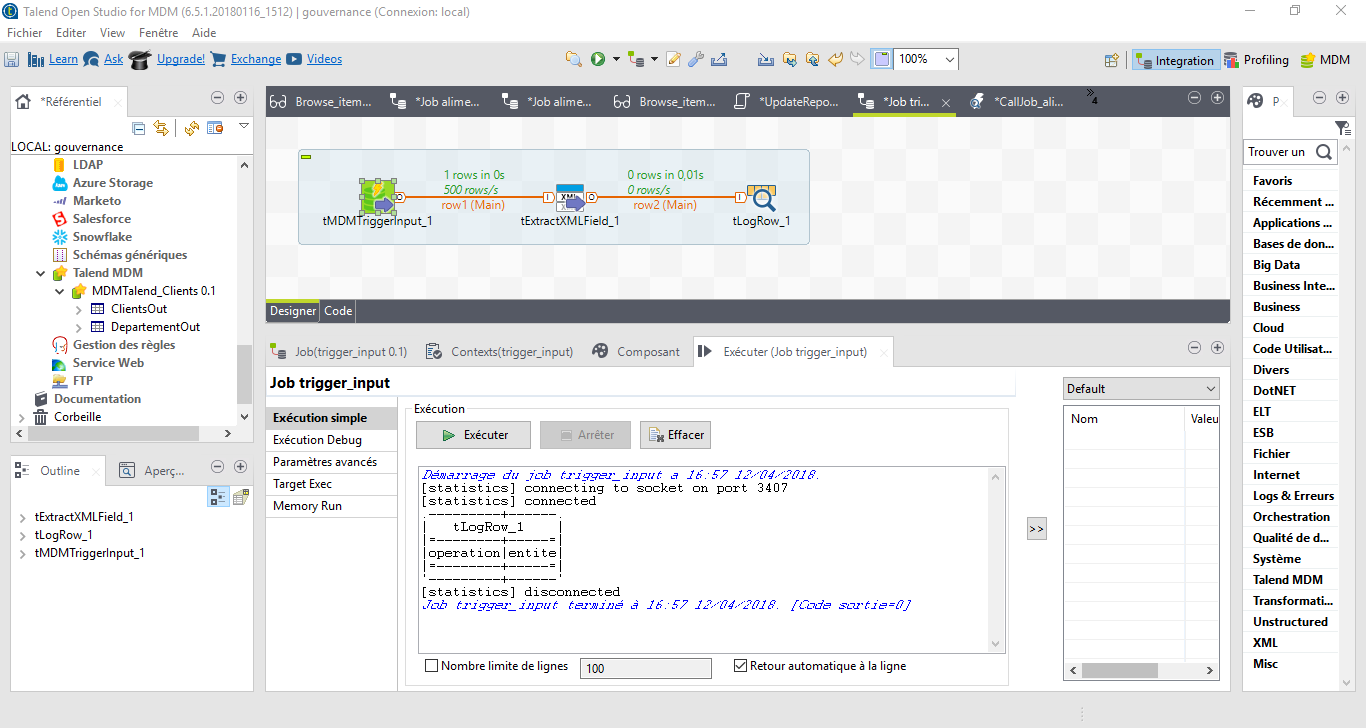 Talend Open Studio for MDM (6.5.1.20180116_1512) | gouvernance (Connexion: local)
Fichier Editer View Fenêtre Aide
Learn Ask Upgrade! Exchange Videos 100% Integration Profiling MDM
*Référentiel
LOCAL: gouvernance
LDAP
Azure Storage
Marketo
Salesforce
Snowflake
Schémas génériques
Talend MDM
MDMTalend_Clients 0.1
ClientsOut
DepartementOut
Gestion des règles
Service Web
FTP
Documentation
Corbeille
Outline Aperç...
tExtractXMLField_1
tLogRow_1
tMDMTriggerInput_1
Browse_item... *Job alime... *Job alime... Browse_item... *UpdateRepo... *Job tri... *CallJob_ali... » 4
1 rows in 0s
500 rows/s
row1 (Main)
0 rows in 0,01s
0 rows/s
row2 (Main)
tMDMTriggerInput_1 tExtractXMLField_1 tLogRow_1
Designer Code
Job(trigger_input 0.1) Contexts(trigger_input) Composant Exécuter (Job trigger_input)
Job trigger_input
Exécution simple
Exécution Debug
Paramètres avancés
Target Exec
Memory Run
Exécution
Exécuter Arrêter Effacer
Démarrage du job trigger_input a 16:57 12/04/2018.
[statistics] connecting to socket on port 3407
[statistics] connected
.---------+------.
|   tLogRow_1    |
|=---------+-----=|
|operation|entite|
|=---------+-----=|
'---------+------'
[statistics] disconnected
Job trigger_input terminé à 16:57 12/04/2018. [Code sortie=0]
Nombre limite de lignes 100 Retour automatique à la ligne
>>
Default
Nom Valeu
P
Trouver un
Favoris
Récemment ...
Applications ...
Bases de don...
Big Data
Business Inte...
Business
Cloud
Code Utilisat...
Divers
DotNET
ELT
ESB
Fichier
Internet
Logs & Erreurs
Orchestration
Qualité de d...
Système
Talend MDM
Transformati...
Unstructured
XML
Misc